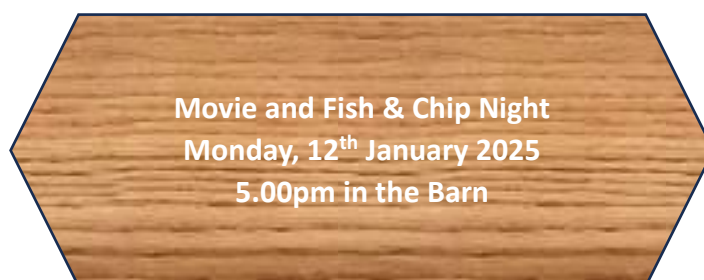 Movie and Fish & Chip Night
Monday, 12th January 2025
5.00pm in the Barn